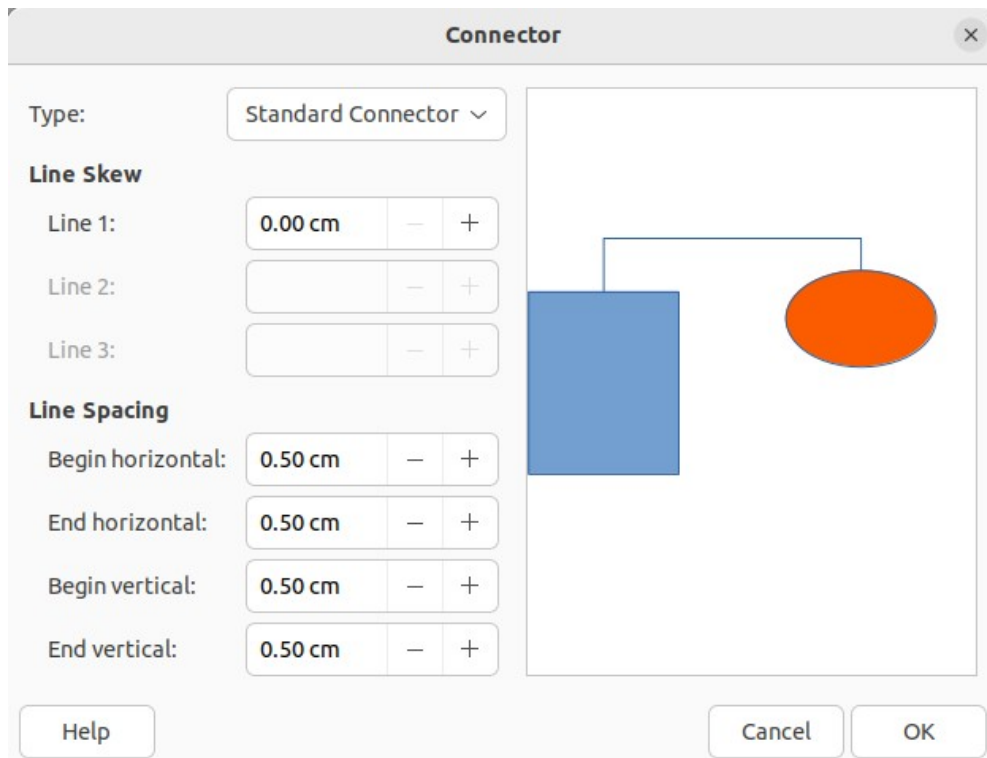 Connector
Type: Standard Connector
Line Skew
Line 1: 0.00 cm
Line 2:
Line 3:
Line Spacing
Begin horizontal: 0.50 cm
End horizontal: 0.50 cm
Begin vertical: 0.50 cm
End vertical: 0.50 cm
Help Cancel OK